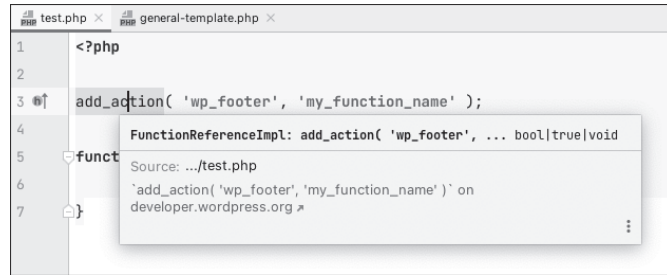 test.php
general-template.php
1 <?php
2
3 add_action( 'wp_footer', 'my_function_name' );
4
FunctionReferenceImpl: add_action( 'wp_footer', ... bool|true|void
5 funct
Source: .../test.php
6
`add_action( 'wp_footer', 'my_function_name' )` on
developer.wordpress.org
7 }